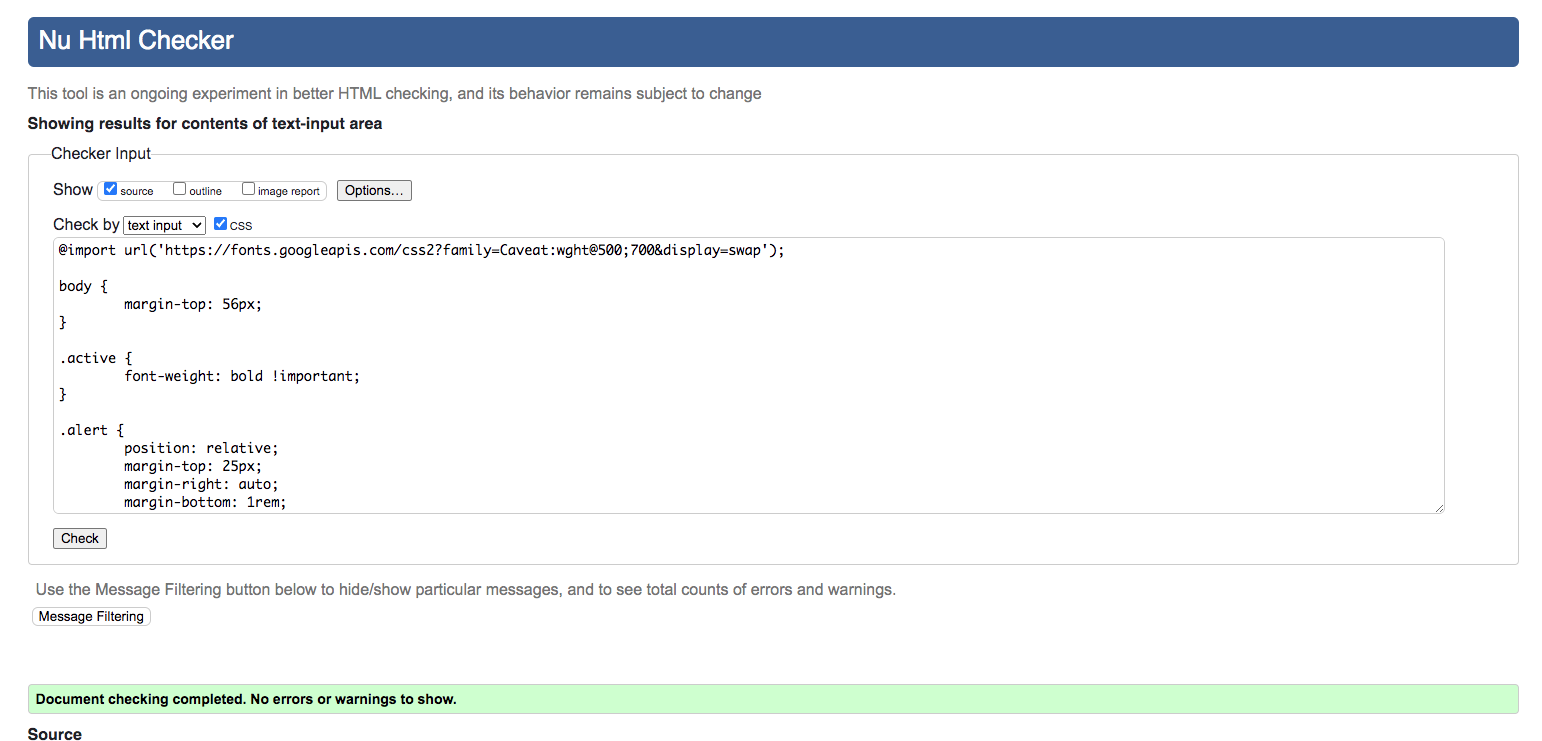 Nu Html Checker
This tool is an ongoing experiment in better HTML checking, and its behavior remains subject to change
Showing results for contents of text-input area
Checker Input
Show source outline image report Options...
Check by text input CSS
@import url('https://fonts.googleapis.com/css2?family=Caveat:wght@500;700&display=swap');
body {
margin-top: 56px;
}
.active {
font-weight: bold !important;
}
.alert {
position: relative;
margin-top: 25px;
margin-right: auto;
margin-bottom: 1rem;
Check
Use the Message Filtering button below to hide/show particular messages, and to see total counts of errors and warnings.
Message Filtering
Document checking completed. No errors or warnings to show.
Source